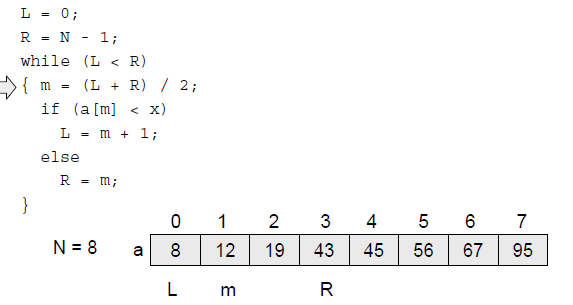 L = 0;
R = N - 1;
while (L < R)
{ m = (L + R) / 2;
if (a[m] < x)
L = m + 1;
else
R = m;
}
0 1 2 3 4 5 6 7
N = 8 a 8 12 19 43 45 56 67 95
L m R